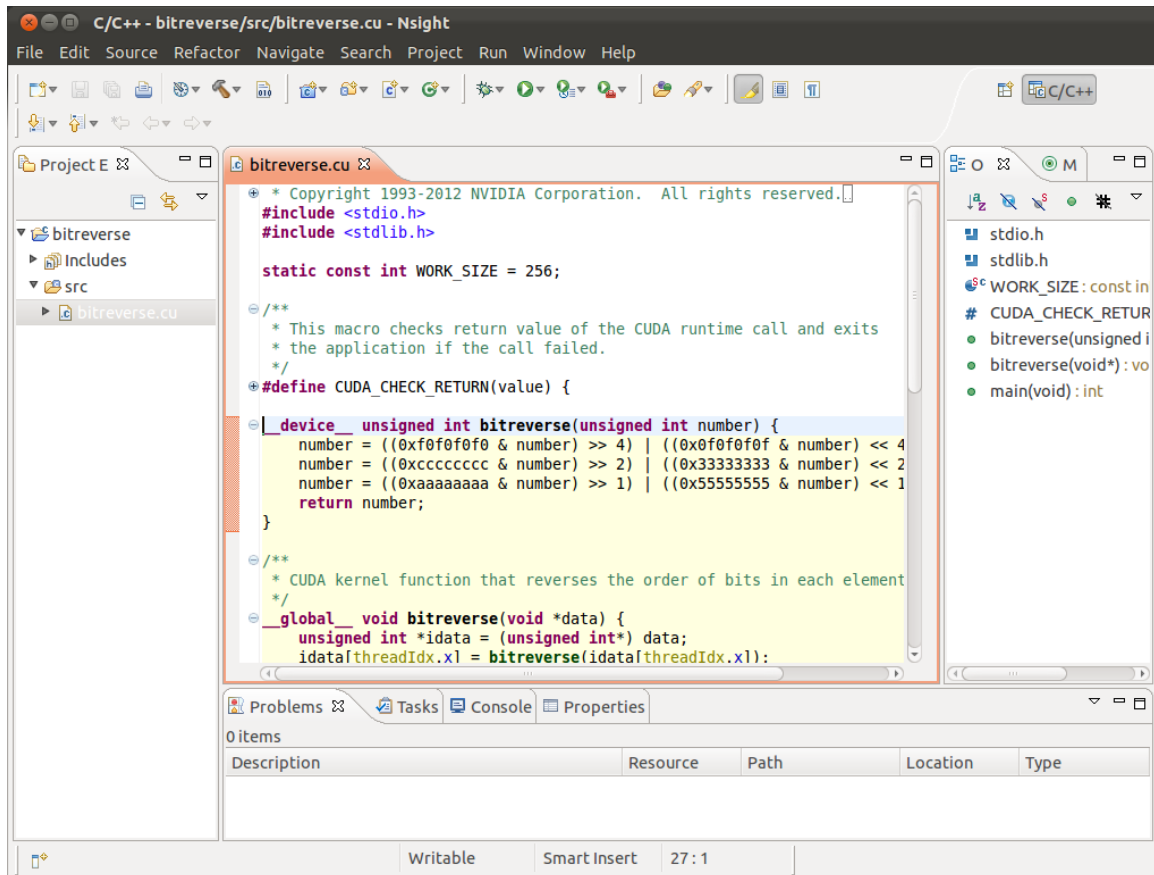 C/C++ - bitreverse/src/bitreverse.cu - Nsight
File Edit Source Refactor Navigate Search Project Run Window Help
C/C++
Project E
bitreverse
Includes
src
bitreverse.cu
bitreverse.cu
* Copyright 1993-2012 NVIDIA Corporation.  All rights reserved.
#include <stdio.h>
#include <stdlib.h>
static const int WORK_SIZE = 256;
/**
 * This macro checks return value of the CUDA runtime call and exits
 * the application if the call failed.
 */
#define CUDA_CHECK_RETURN(value) {
__device__ unsigned int bitreverse(unsigned int number) {
    number = ((0xf0f0f0f0 & number) >> 4) | ((0x0f0f0f0f & number) << 4
    number = ((0xcccccccc & number) >> 2) | ((0x33333333 & number) << 2
    number = ((0xaaaaaaaa & number) >> 1) | ((0x55555555 & number) << 1
    return number;
}
/**
 * CUDA kernel function that reverses the order of bits in each element
 */
__global__ void bitreverse(void *data) {
    unsigned int *idata = (unsigned int*) data;
    idata[threadIdx.x] = bitreverse(idata[threadIdx.x]);
O
M
stdio.h
stdlib.h
WORK_SIZE : const in
CUDA_CHECK_RETUR
bitreverse(unsigned i
bitreverse(void*) : vo
main(void) : int
Problems Tasks Console Properties
0 items
Description Resource Path Location Type
Writable Smart Insert 27 : 1